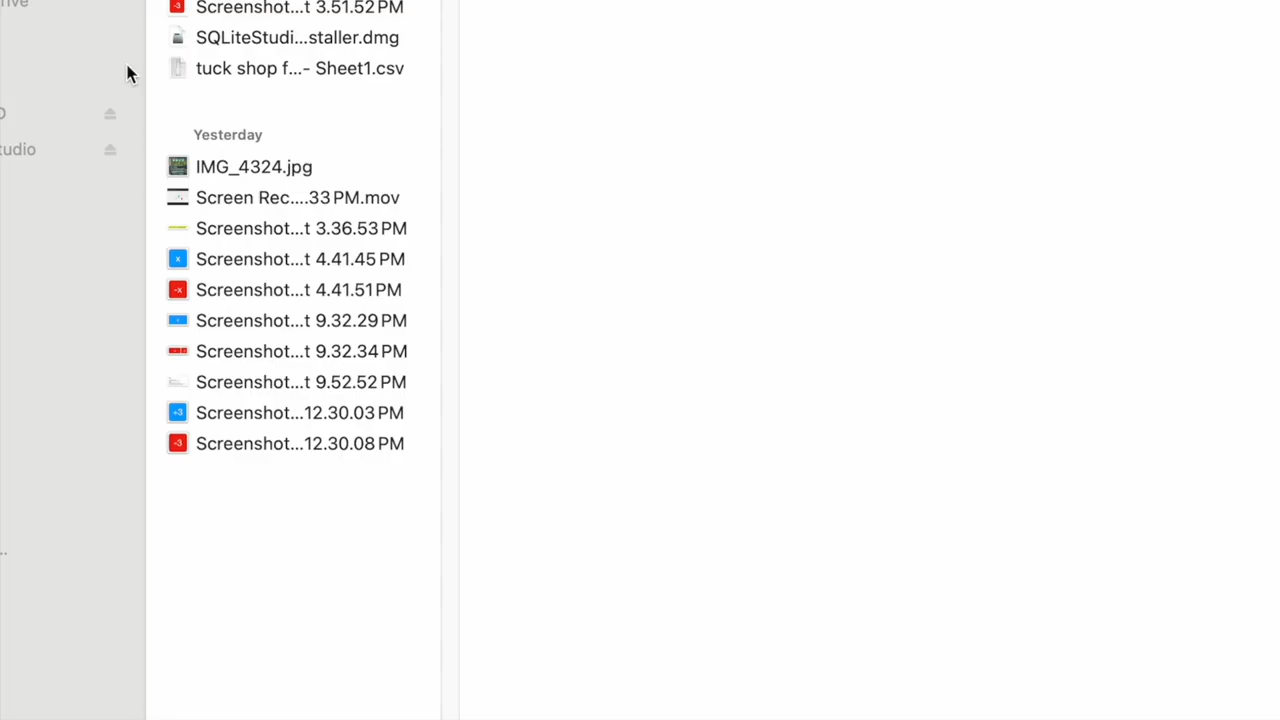 Screenshot...t 3.51.52 PM
SQLiteStudi...staller.dmg
tuck shop f...- Sheet1.csv
tudio
Yesterday
IMG_4324.jpg
Screen Rec....33 PM.mov
Screenshot...t 3.36.53 PM
x
Screenshot...t 4.41.45 PM
-x
Screenshot...t 4.41.51 PM
Screenshot...t 9.32.29 PM
Screenshot...t 9.32.34 PM
Screenshot...t 9.52.52 PM
+3
Screenshot...12.30.03 PM
-3
Screenshot...12.30.08 PM